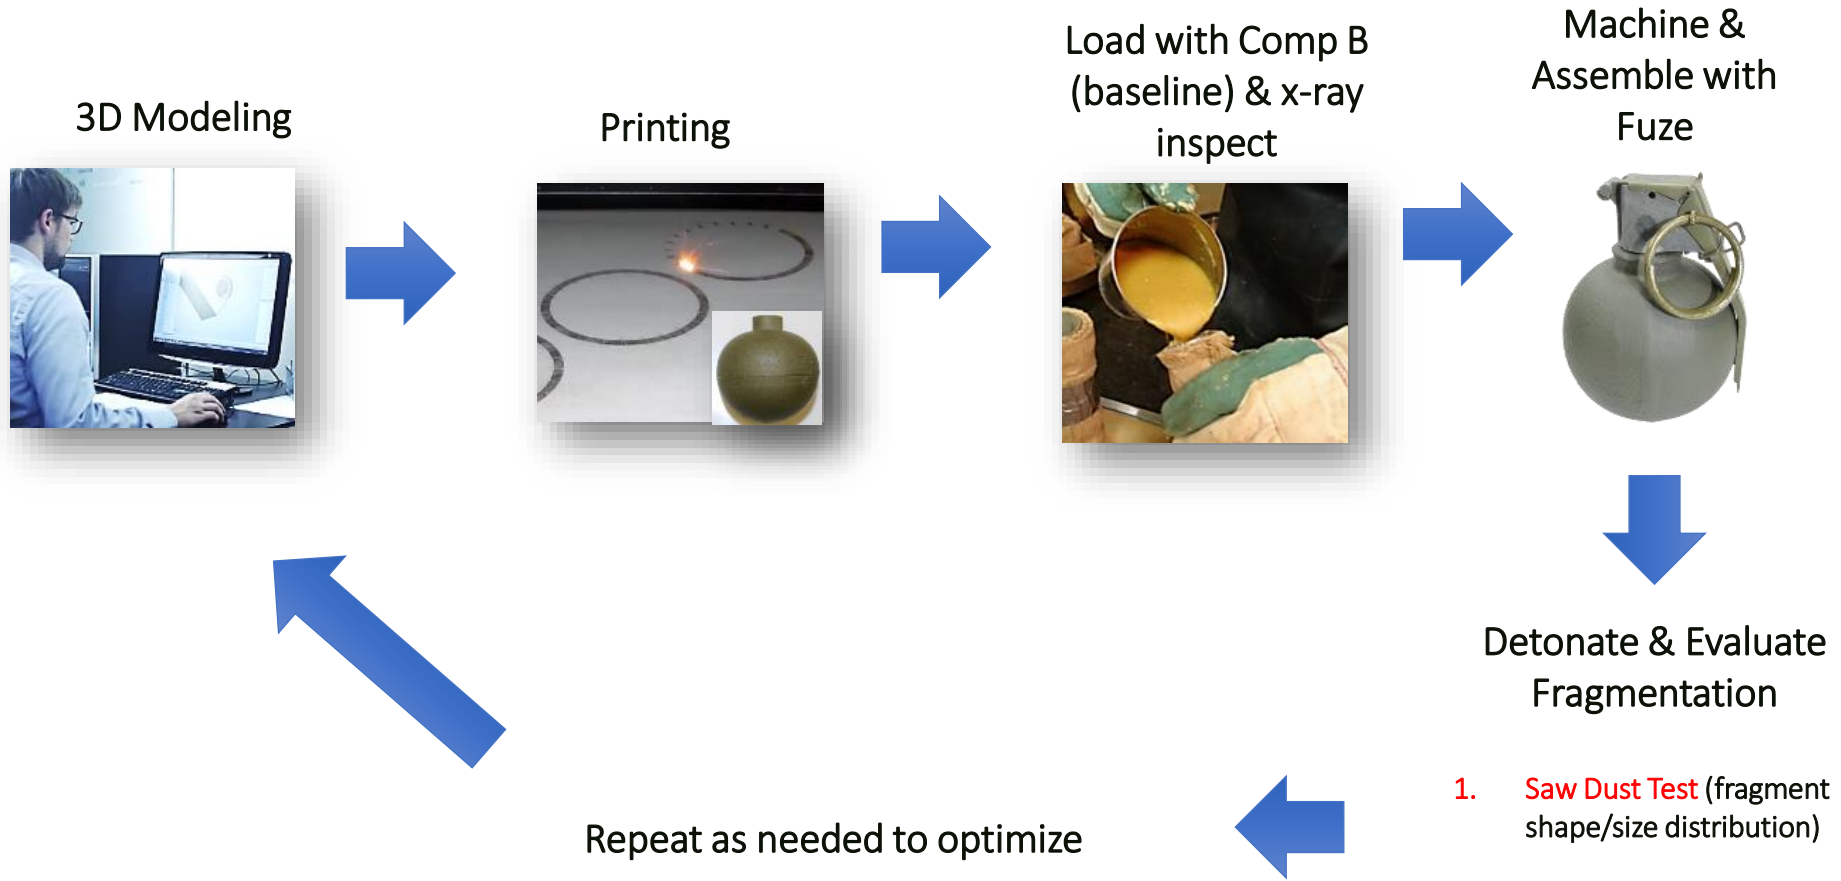 3D Modeling
Printing
Load with Comp B
(baseline) & x-ray
inspect
Machine &
Assemble with
Fuze
Detonate & Evaluate
Fragmentation
1. Saw Dust Test (fragment
shape/size distribution)
Repeat as needed to optimize